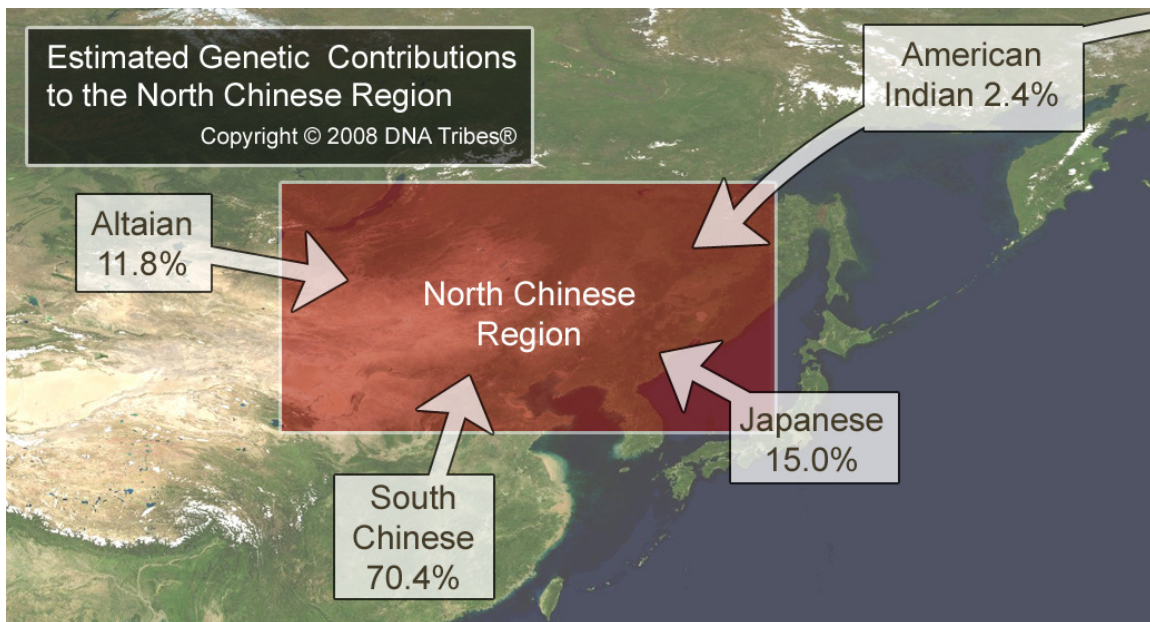 Estimated Genetic Contributions
to the North Chinese Region
Copyright © 2008 DNA Tribes®
American
Indian 2.4%
Altaian
11.8%
North Chinese
Region
Japanese
15.0%
South
Chinese
70.4%